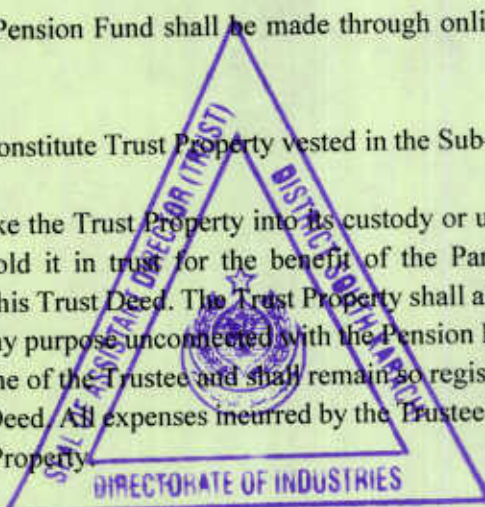 Pension Fund shall be made through onli
onstitute Trust Property vested in the Sub-
ke the Trust Property into its custody or u
old it in trust for the benefit of the Par
his Trust Deed. The Trust Property shall a
ny purpose unconnected with the Pension
ne of the Trustee and shall remain so regis
Deed. All expenses incurred by the Trustee
Property.
SEAL OF ASSISTANT DIRECTOR (TRUST)
DISTRICT SOUTH KARACHI
DIRECTORATE OF INDUSTRIES